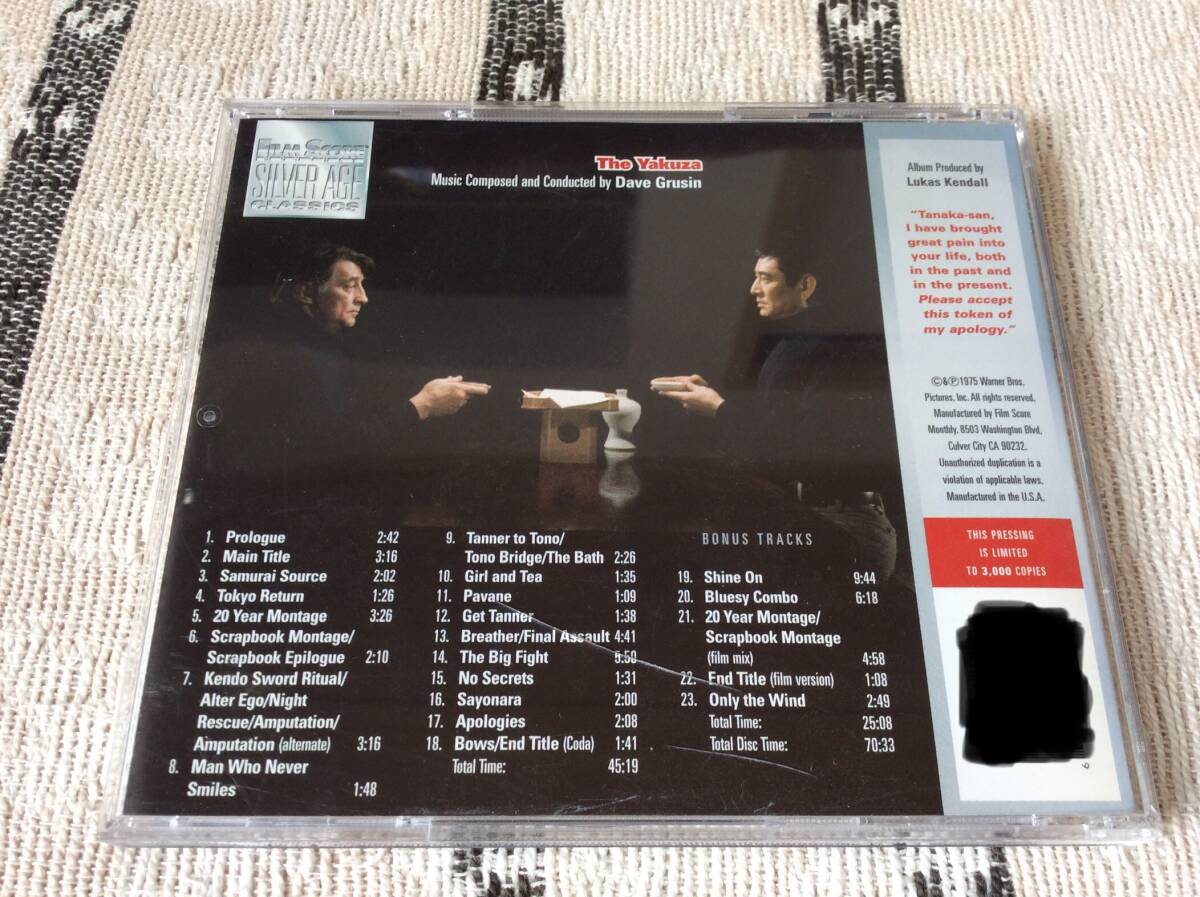 FILM SCORE
SILVER AGE
CLASSICS
The Yakuza
Music Composed and Conducted by Dave Grusin
1. Prologue 2:42
2. Main Title 3:16
3. Samurai Source 2:02
4. Tokyo Return 1:26
5. 20 Year Montage 3:26
6. Scrapbook Montage/
Scrapbook Epilogue 2:10
7. Kendo Sword Ritual/
Alter Ego/Night
Rescue/Amputation/
Amputation (alternate) 3:16
8. Man Who Never
Smiles 1:48
9. Tanner to Tono/
Tono Bridge/The Bath 2:26
10. Girl and Tea 1:35
11. Pavane 1:09
12. Get Tanner 1:38
13. Breather/Final Assault 4:41
14. The Big Fight 5:50
15. No Secrets 1:31
16. Sayonara 2:00
17. Apologies 2:08
18. Bows/End Title (Coda) 1:41
Total Time: 45:19
BONUS TRACKS
19. Shine On 9:44
20. Bluesy Combo 6:18
21. 20 Year Montage/
Scrapbook Montage
(film mix) 4:58
22. End Title (film version) 1:08
23. Only the Wind 2:49
Total Time: 25:08
Total Disc Time: 70:33
Album Produced by
Lukas Kendall
"Tanaka-san,
I have brought
great pain into
your life, both
in the past and
in the present.
Please accept
this token of
my apology."
©&℗1975 Warner Bros.
Pictures, Inc. All rights reserved.
Manufactured by Film Score
Monthly. 8503 Washington Blvd,
Culver City CA 90232.
Unauthorized duplication is a
violation of applicable laws.
Manufactured in the U.S.A.
THIS PRESSING
IS LIMITED
TO 3,000 COPIES